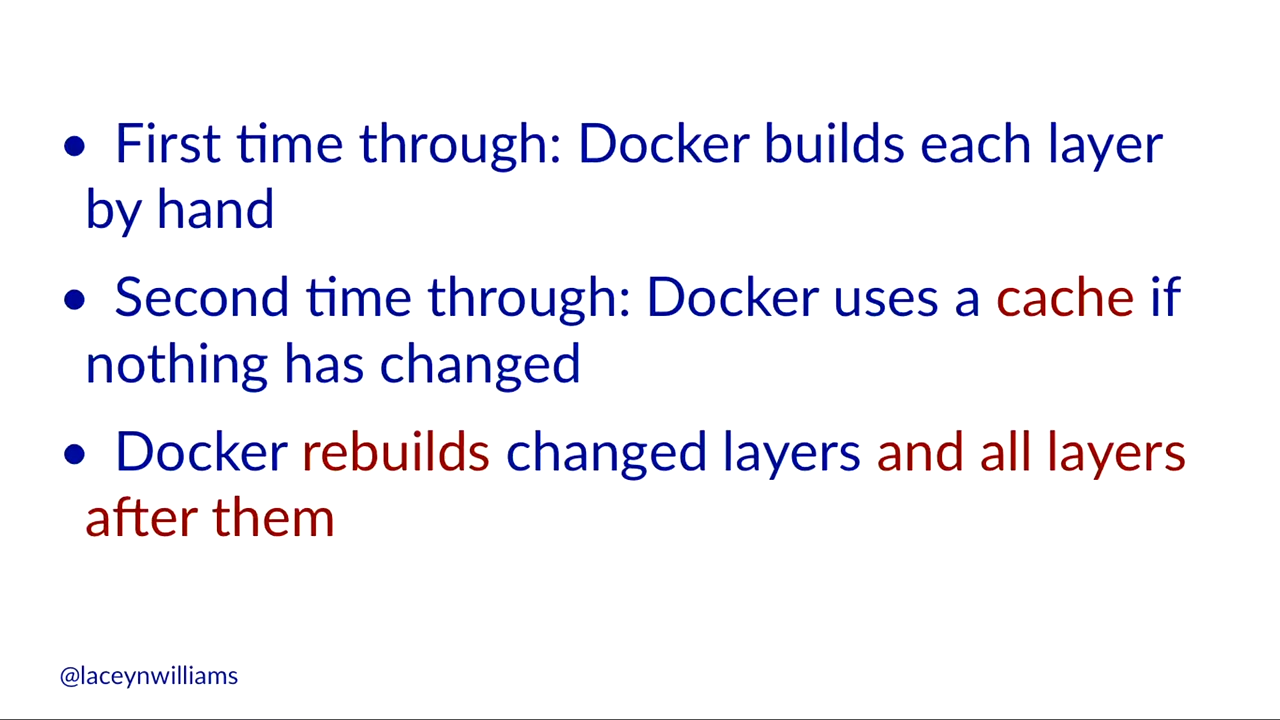 • First time through: Docker builds each layer
by hand
• Second time through: Docker uses a cache if
nothing has changed
• Docker rebuilds changed layers and all layers
after them
@laceynwilliams